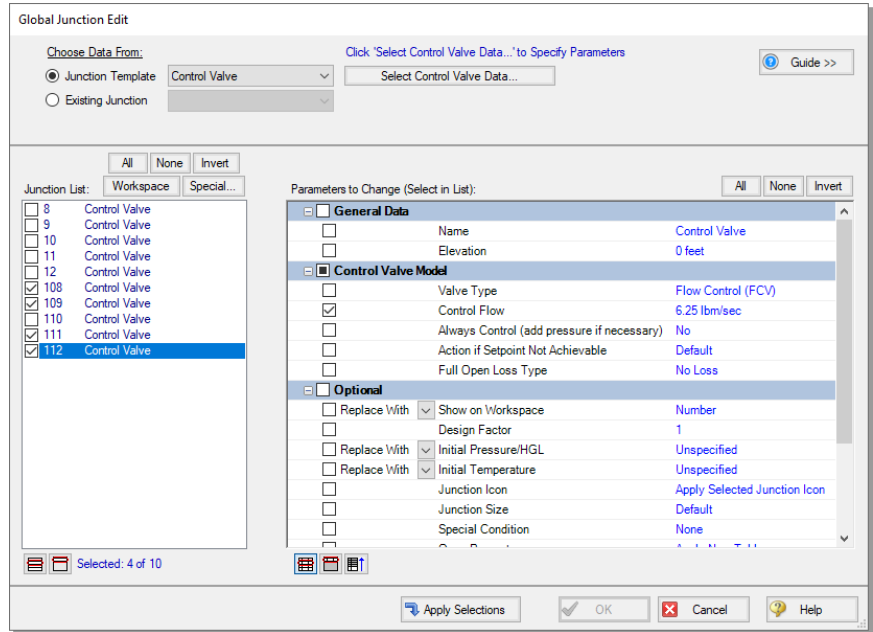 Global Junction Edit
Choose Data From:
Click 'Select Control Valve Data...' to Specify Parameters
Junction Template Control Valve Select Control Valve Data... Guide >>
Existing Junction
All None Invert
Junction List: Workspace Special... Parameters to Change (Select in List): All None Invert
8 Control Valve
9 Control Valve
10 Control Valve
11 Control Valve
12 Control Valve
108 Control Valve
109 Control Valve
110 Control Valve
111 Control Valve
112 Control Valve
General Data
Name Control Valve
Elevation 0 feet
Control Valve Model
Valve Type Flow Control (FCV)
Control Flow 6.25 lbm/sec
Always Control (add pressure if necessary) No
Action if Setpoint Not Achievable Default
Full Open Loss Type No Loss
Optional
Replace With Show on Workspace Number
Design Factor 1
Replace With Initial Pressure/HGL Unspecified
Replace With Initial Temperature Unspecified
Junction Icon Apply Selected Junction Icon
Junction Size Default
Special Condition None
Selected: 4 of 10
Apply Selections OK Cancel Help